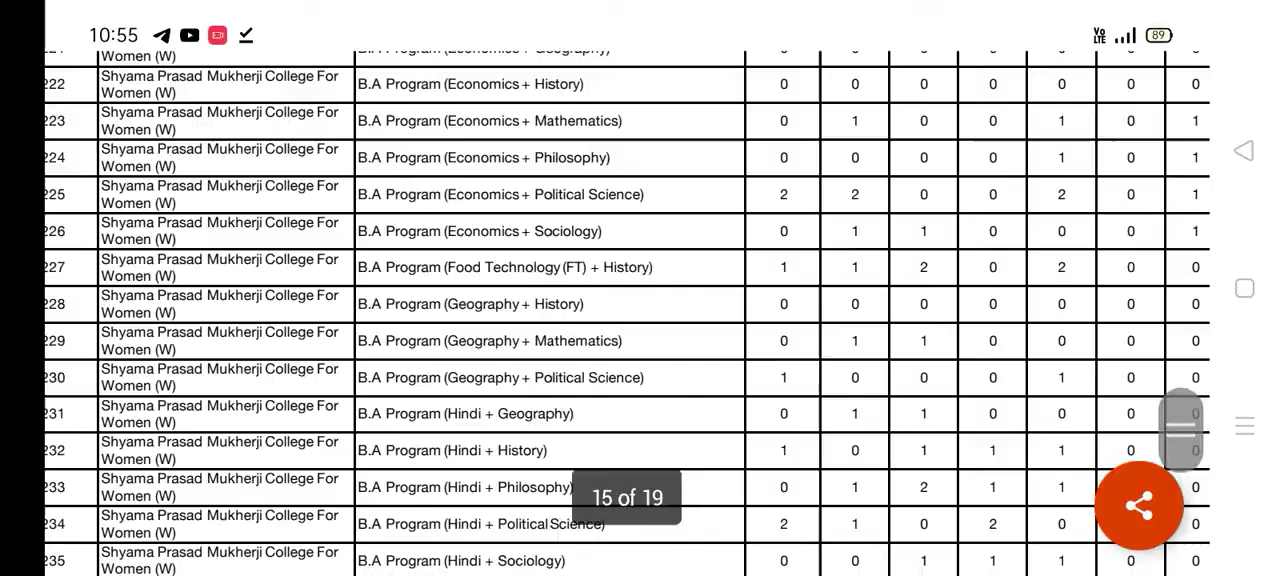 10:55 Vo LTE 89
Women (W)
222 Shyama Prasad Mukherji College For Women (W) B.A Program (Economics + History) 0 0 0 0 0 0 0
223 Shyama Prasad Mukherji College For Women (W) B.A Program (Economics + Mathematics) 0 1 0 0 1 0 1
224 Shyama Prasad Mukherji College For Women (W) B.A Program (Economics + Philosophy) 0 0 0 0 1 0 1
225 Shyama Prasad Mukherji College For Women (W) B.A Program (Economics + Political Science) 2 2 0 0 2 0 1
226 Shyama Prasad Mukherji College For Women (W) B.A Program (Economics + Sociology) 0 1 1 0 0 0 1
227 Shyama Prasad Mukherji College For Women (W) B.A Program (Food Technology (FT) + History) 1 1 2 0 2 0 0
228 Shyama Prasad Mukherji College For Women (W) B.A Program (Geography + History) 0 0 0 0 0 0 0
229 Shyama Prasad Mukherji College For Women (W) B.A Program (Geography + Mathematics) 0 1 1 0 0 0 0
230 Shyama Prasad Mukherji College For Women (W) B.A Program (Geography + Political Science) 1 0 0 0 1 0 0
231 Shyama Prasad Mukherji College For Women (W) B.A Program (Hindi + Geography) 0 1 1 0 0 0 0
232 Shyama Prasad Mukherji College For Women (W) B.A Program (Hindi + History) 1 0 1 1 1 0 0
233 Shyama Prasad Mukherji College For Women (W) B.A Program (Hindi + Philosophy) 0 1 2 1 1
15 of 19
234 Shyama Prasad Mukherji College For Women (W) B.A Program (Hindi + Political Science) 2 1 0 2 0 0
235 Shyama Prasad Mukherji College For Women (W) B.A Program (Hindi + Sociology) 0 0 1 1 1 0 0